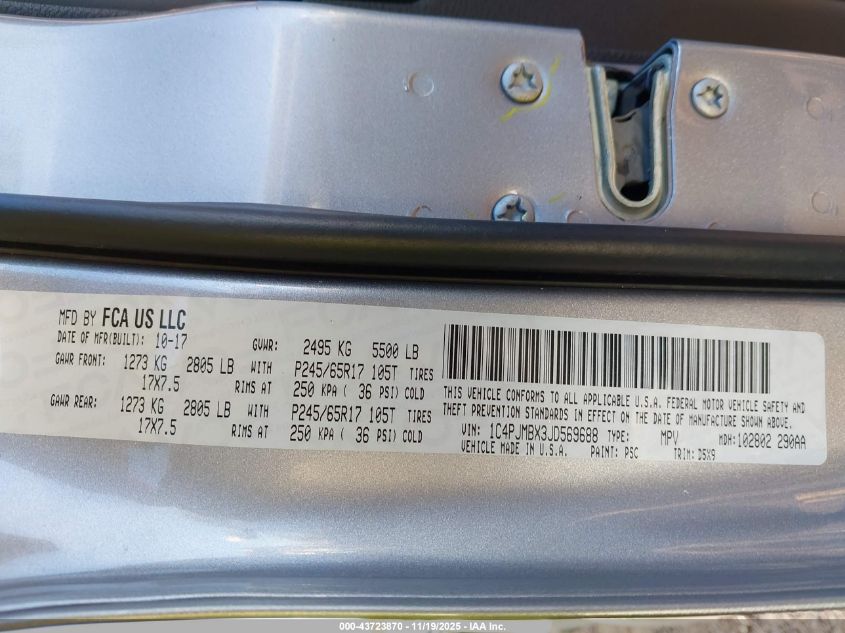 MFD BY FCA US LLC
DATE OF MFR(BUILT): 10-17 GVWR: 2495 KG 5500 LB
GAWR FRONT: 1273 KG 2805 LB WITH P245/65R17 105T TIRES
17X7.5 RIMS AT 250 KPA ( 36 PSI) COLD
GAWR REAR: 1273 KG 2805 LB WITH P245/65R17 105T TIRES
17X7.5 RIMS AT 250 KPA ( 36 PSI) COLD
THIS VEHICLE CONFORMS TO ALL APPLICABLE U.S.A. FEDERAL MOTOR VEHICLE SAFETY AND
THEFT PREVENTION STANDARDS IN EFFECT ON THE DATE OF MANUFACTURE SHOWN ABOVE.
VIN: 1C4PJMBX3JD569688 TYPE: MPV MDH:102802 290AA
VEHICLE MADE IN U.S.A. PAINT: PSC TRIM: D5X9
000-43723870 - 11/19/2025 - IAA Inc.